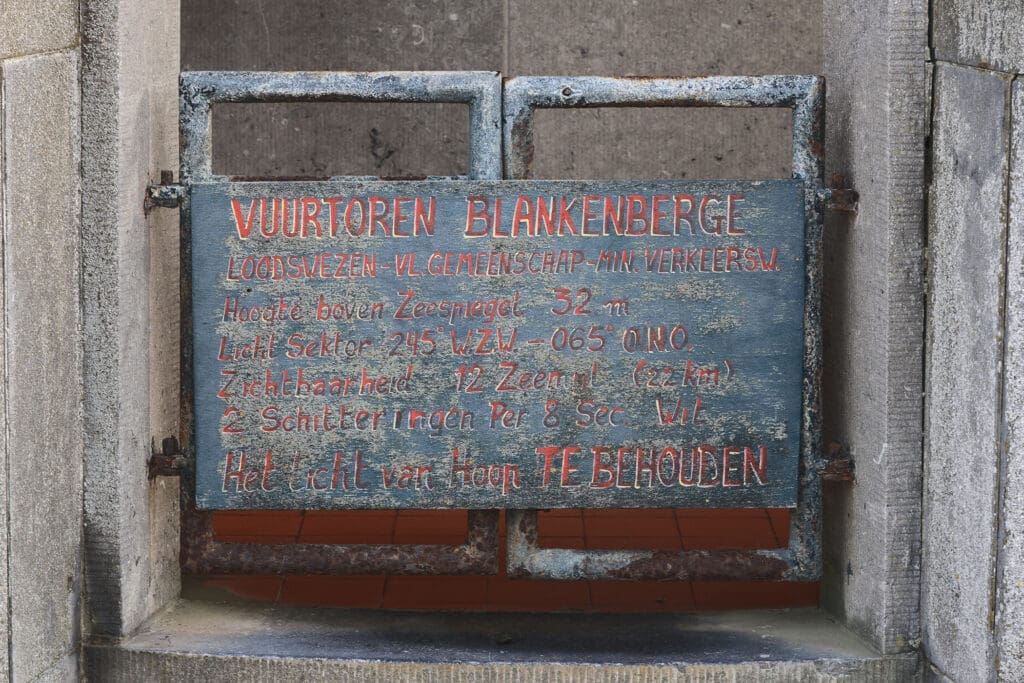 VUURTOREN BLANKENBERGE
LOODSWEZEN - VL. GEMEENSCHAP - MIN. VERKEERSW.
Hoogte boven Zeespiegel 32 m
Licht Sektor 245° W.Z.W. - 065° O.N.O.
Zichtbaarheid 12 Zeemyl (22 km)
2 Schitteringen Per 8 Sec. Wit
Het licht van Hoop TE BEHOUDEN